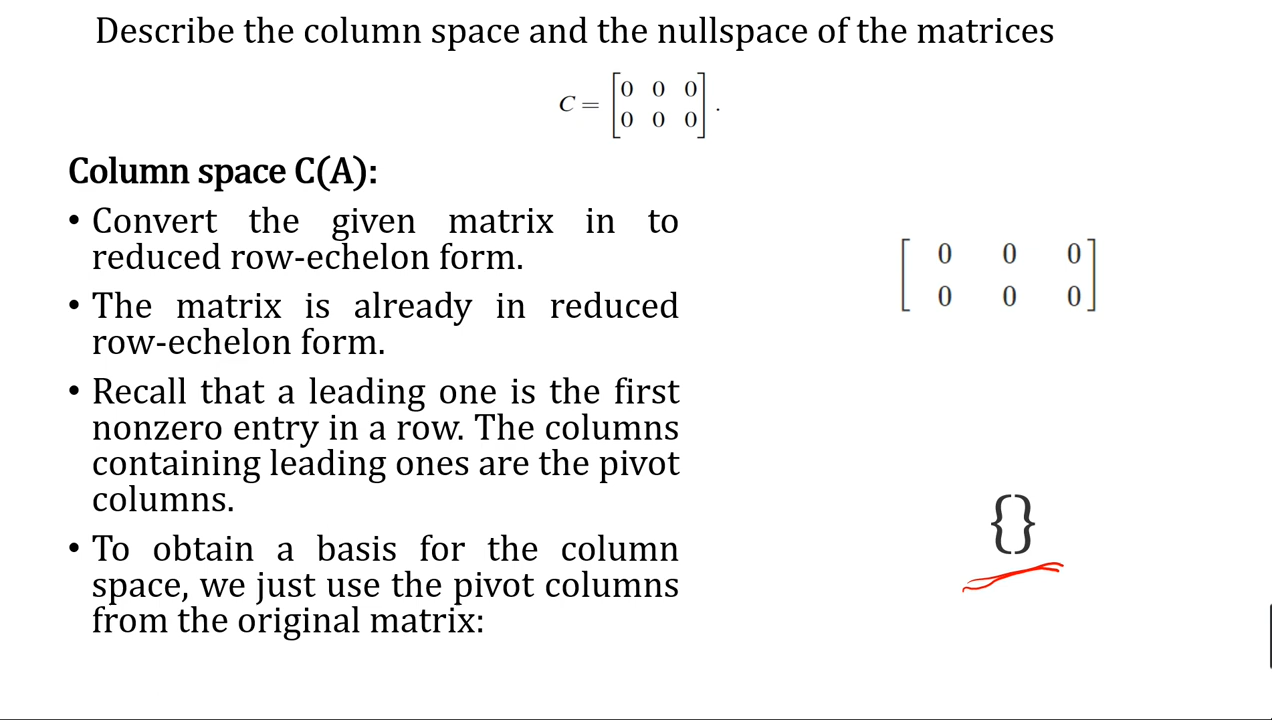 Describe the column space and the nullspace of the matrices
C = [0 0 0
0 0 0] .
Column space C(A):
• Convert the given matrix in to
reduced row-echelon form.
[0 0 0
0 0 0]
• The matrix is already in reduced
row-echelon form.
• Recall that a leading one is the first
nonzero entry in a row. The columns
containing leading ones are the pivot
columns.
{}
• To obtain a basis for the column
space, we just use the pivot columns
from the original matrix: